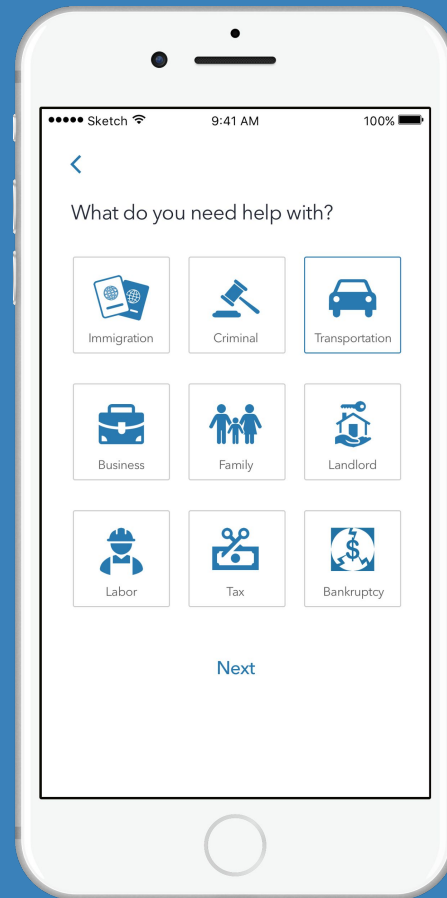 Sketch 9:41 AM 100%
What do you need help with?
Immigration Criminal Transportation
Business Family Landlord
Labor Tax Bankruptcy
Next